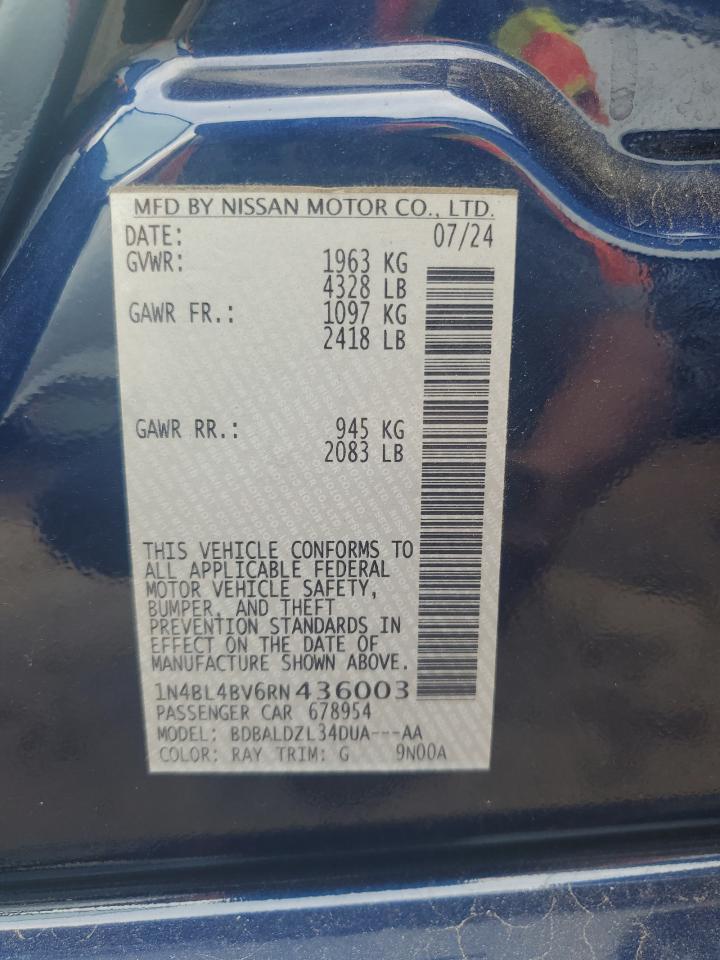 MFD BY NISSAN MOTOR CO., LTD.
DATE: 07/24
GVWR: 1963 KG
4328 LB
GAWR FR.: 1097 KG
2418 LB
GAWR RR.: 945 KG
2083 LB
THIS VEHICLE CONFORMS TO
ALL APPLICABLE FEDERAL
MOTOR VEHICLE SAFETY,
BUMPER, AND THEFT
PREVENTION STANDARDS IN
EFFECT ON THE DATE OF
MANUFACTURE SHOWN ABOVE.
1N4BL4BV6RN436003
PASSENGER CAR 678954
MODEL: BDBALDZL34DUA---AA
COLOR: RAY TRIM: G 9N00A